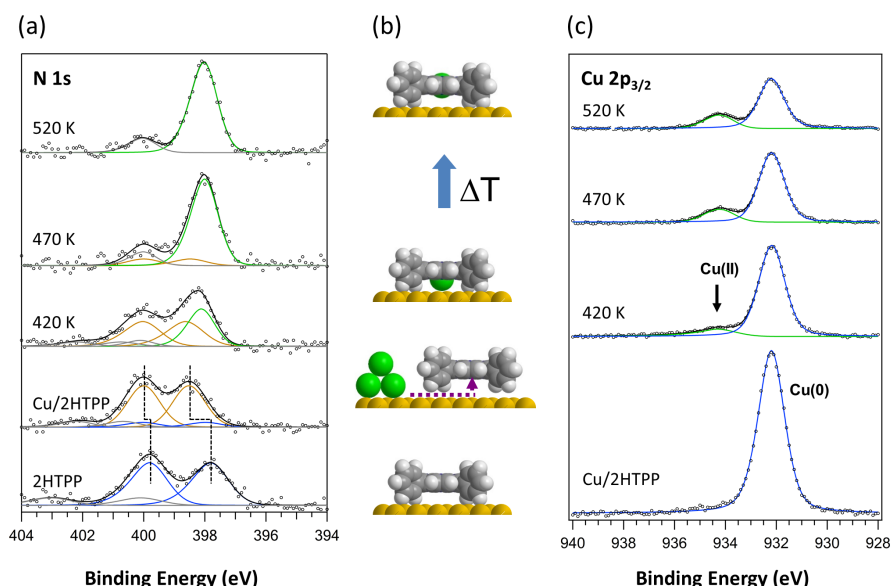 (a)
N 1s
520 K
470 K
420 K
Cu/2HTPP
2HTPP
404 402 400 398 396 394
Binding Energy (eV)
(b)
ΔT
(c)
Cu 2p3/2
520 K
470 K
Cu(II)
420 K
Cu(0)
Cu/2HTPP
940 938 936 934 932 930 928
Binding Energy (eV)